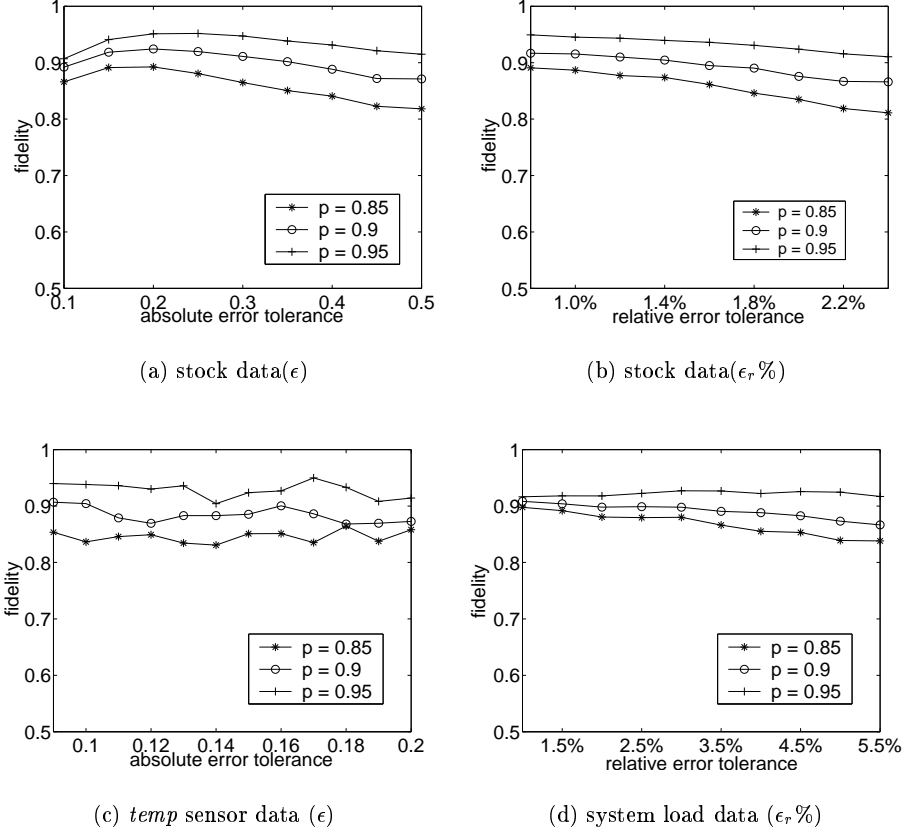 1
0.9
0.8
0.7
0.6
0.5
fidelity
p = 0.85
p = 0.9
p = 0.95
0.1 0.2 0.3 0.4 0.5
absolute error tolerance
(a) stock data(ϵ)
1
0.9
0.8
0.7
0.6
0.5
fidelity
p = 0.85
p = 0.9
p = 0.95
1.0% 1.4% 1.8% 2.2%
relative error tolerance
(b) stock data(ϵᵣ%)
1
0.9
0.8
0.7
0.6
0.5
fidelity
p = 0.85
p = 0.9
p = 0.95
0.1 0.12 0.14 0.16 0.18 0.2
absolute error tolerance
(c) temp sensor data (ϵ)
1
0.9
0.8
0.7
0.6
0.5
fidelity
p = 0.85
p = 0.9
p = 0.95
1.5% 2.5% 3.5% 4.5% 5.5%
relative error tolerance
(d) system load data (ϵᵣ%)